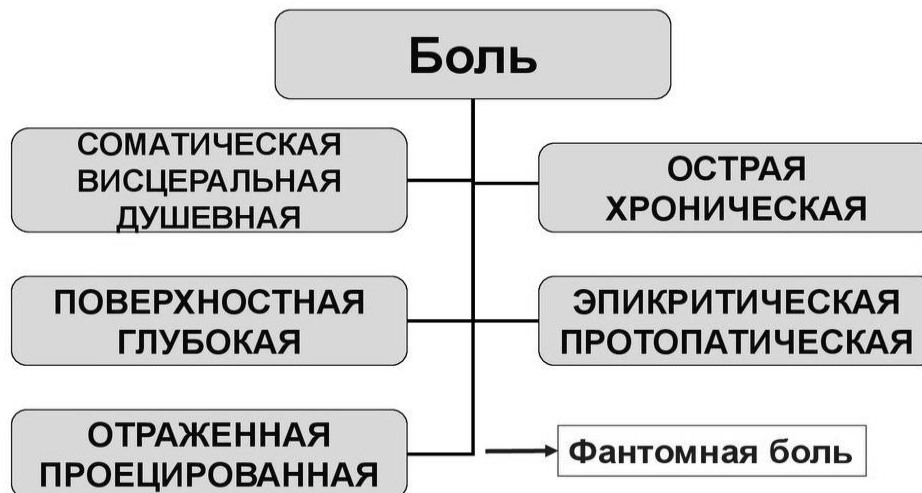 Боль
СОМАТИЧЕСКАЯ
ВИСЦЕРАЛЬНАЯ
ДУШЕВНАЯ
ОСТРАЯ
ХРОНИЧЕСКАЯ
ПОВЕРХНОСТНАЯ
ГЛУБОКАЯ
ЭПИКРИТИЧЕСКАЯ
ПРОТОПАТИЧЕСКАЯ
ОТРАЖЕННАЯ
ПРОЕЦИРОВАННАЯ
Фантомная боль